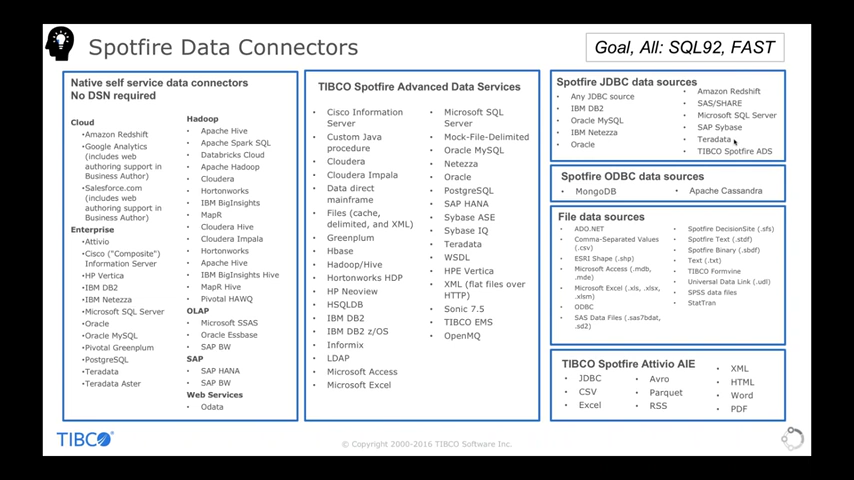 Spotfire Data Connectors
Goal, All: SQL92, FAST
Native self service data connectors
No DSN required
Cloud
•Amazon Redshift
•Google Analytics
(includes web
authoring support in
Business Author)
•Salesforce.com
(includes web
authoring support in
Business Author)
Enterprise
•Attivio
•Cisco ("Composite")
Information Server
•HP Vertica
•IBM DB2
•IBM Netezza
•Microsoft SQL Server
•Oracle
•Oracle MySQL
•Pivotal Greenplum
•PostgreSQL
•Teradata
•Teradata Aster
Hadoop
• Apache Hive
• Apache Spark SQL
• Databricks Cloud
• Apache Hadoop
• Cloudera
• Hortonworks
• IBM BigInsights
• MapR
• Cloudera Hive
• Cloudera Impala
• Hortonworks
• Apache Hive
• IBM BigInsights Hive
• MapR Hive
• Pivotal HAWQ
OLAP
• Microsoft SSAS
• Oracle Essbase
• SAP BW
SAP
• SAP HANA
• SAP BW
Web Services
• Odata
TIBCO Spotfire Advanced Data Services
• Cisco Information
Server
• Custom Java
procedure
• Cloudera
• Cloudera Impala
• Data direct
mainframe
• Files (cache,
delimited, and XML)
• Greenplum
• Hbase
• Hadoop/Hive
• Hortonworks HDP
• HP Neoview
• HSQLDB
• IBM DB2
• IBM DB2 z/OS
• Informix
• LDAP
• Microsoft Access
• Microsoft Excel
• Microsoft SQL
Server
• Mock-File-Delimited
• Oracle MySQL
• Netezza
• Oracle
• PostgreSQL
• SAP HANA
• Sybase ASE
• Sybase IQ
• Teradata
• WSDL
• HPE Vertica
• XML (flat files over
HTTP)
• Sonic 7.5
• TIBCO EMS
• OpenMQ
Spotfire JDBC data sources
• Any JDBC source
• IBM DB2
• Oracle MySQL
• IBM Netezza
• Oracle
• Amazon Redshift
• SAS/SHARE
• Microsoft SQL Server
• SAP Sybase
• Teradata
• TIBCO Spotfire ADS
Spotfire ODBC data sources
• MongoDB
• Apache Cassandra
File data sources
• ADO.NET
• Comma-Separated Values
(.csv)
• ESRI Shape (.shp)
• Microsoft Access (.mdb,
.mde)
• Microsoft Excel (.xls, .xlsx,
.xlsm)
• ODBC
• SAS Data Files (.sas7bdat,
.sd2)
• Spotfire DecisionSite (.sfs)
• Spotfire Text (.stdf)
• Spotfire Binary (.sbdf)
• Text (.txt)
• TIBCO Formvine
• Universal Data Link (.udl)
• SPSS data files
• StatTran
TIBCO Spotfire Attivio AIE
• JDBC
• CSV
• Excel
• Avro
• Parquet
• RSS
• XML
• HTML
• Word
• PDF
TIBCO
© Copyright 2000-2016 TIBCO Software Inc.